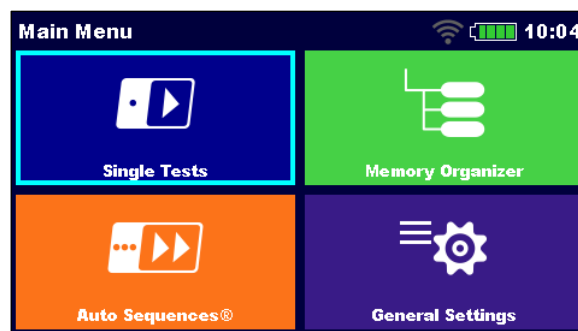 Main Menu 10:04
Single Tests
Memory Organizer
Auto Sequences®
General Settings